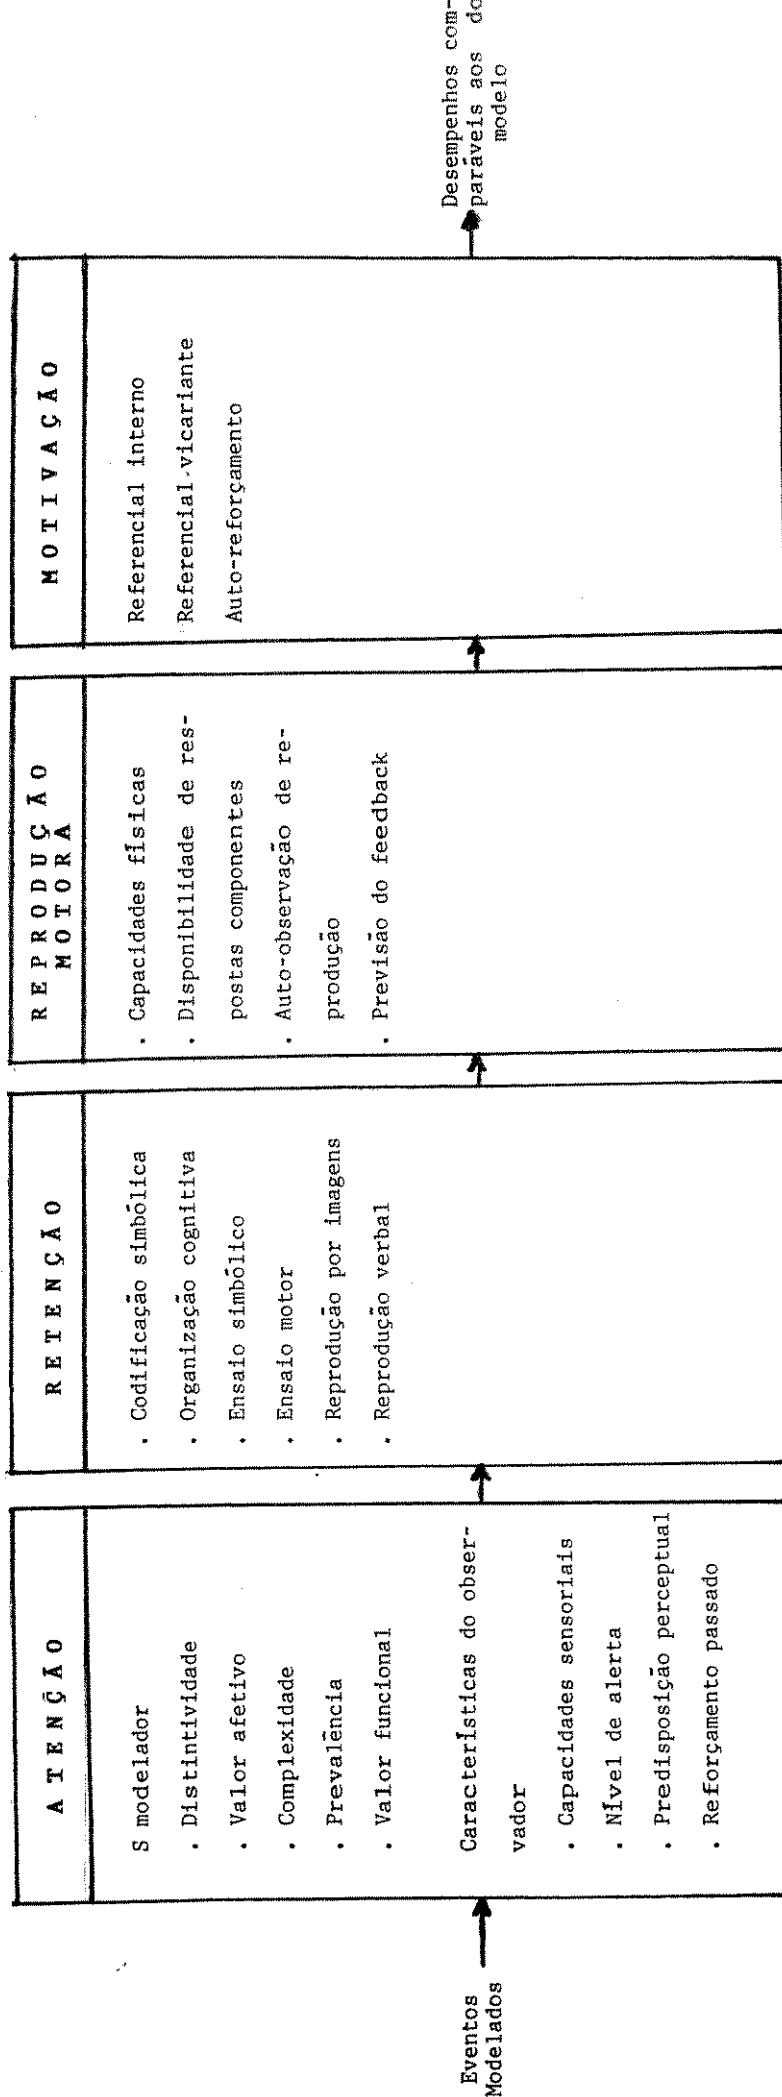 Eventos
Modelados
A T E N Ç Ã O
S modelador
. Distintividade
. Valor afetivo
. Complexidade
. Prevalência
. Valor funcional
Características do obser-
vador
. Capacidades sensoriais
. Nível de alerta
. Predisposição perceptual
. Reforçamento passado
R E T E N Ç Ã O
. Codificação simbólica
. Organização cognitiva
. Ensaio simbólico
. Ensaio motor
. Reprodução por imagens
. Reprodução verbal
R E P R O D U Ç Ã O
M O T O R A
. Capacidades físicas
. Disponibilidade de res-
postas componentes
. Auto-observação de re-
produção
. Previsão do feedback
M O T I V A Ç Ã O
Referencial interno
Referencial vicariante
Auto-reforçamento
Desempenhos com-
paráveis aos do
modelo